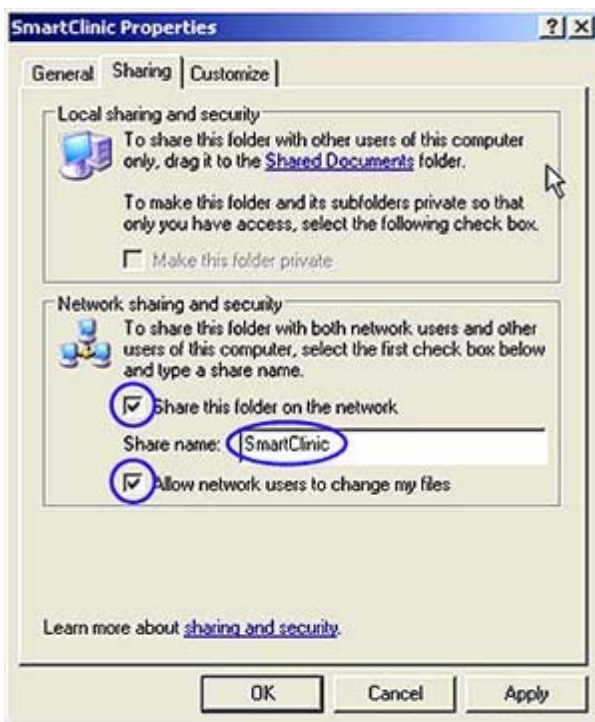 SmartClinic Properties
General Sharing Customize
Local sharing and security
To share this folder with other users of this computer
only, drag it to the Shared Documents folder.
To make this folder and its subfolders private so that
only you have access, select the following check box.
Make this folder private
Network sharing and security
To share this folder with both network users and other
users of this computer, select the first check box below
and type a share name.
Share this folder on the network
Share name: SmartClinic
Allow network users to change my files
Learn more about sharing and security.
OK Cancel Apply